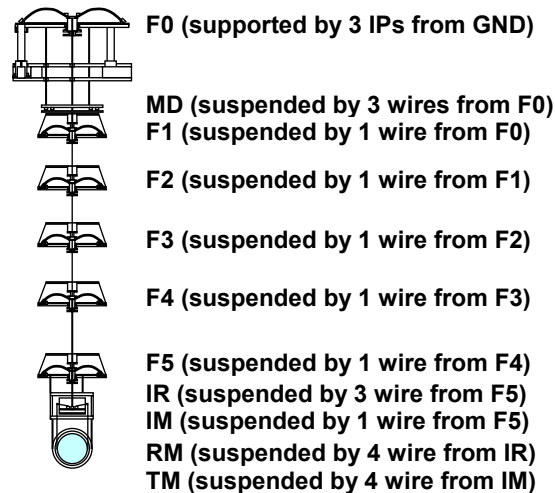 F0 (supported by 3 IPs from GND)
MD (suspended by 3 wires from F0)
F1 (suspended by 1 wire from F0)
F2 (suspended by 1 wire from F1)
F3 (suspended by 1 wire from F2)
F4 (suspended by 1 wire from F3)
F5 (suspended by 1 wire from F4)
IR (suspended by 3 wire from F5)
IM (suspended by 1 wire from F5)
RM (suspended by 4 wire from IR)
TM (suspended by 4 wire from IM)